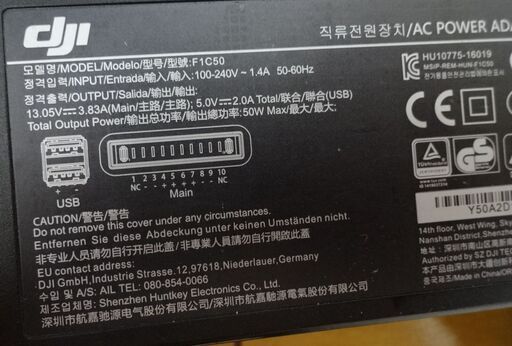 dji
직류전원장치/AC POWER ADA
모델명/MODEL/Modelo/型号/型號: F1C50
정격입력/INPUT/Entrada/输入/輸入: 100-240V~ 1.4A 50-60Hz
정격출력/OUTPUT/Salida/输出/輸出:
13.05V⎓3.83A(Main/主路/主路); 5.0V⎓2.0A Total/联合/聯合(USB)
Total Output Power/输出总功率/輸出總功率:50W Max/最大/最大;
HU10775-16019
MSIP-REM-HUN-F1C50
USB
1 2 3 4 5 6 7 8 9 10
NC - NC
Main
CAUTION/警告/警告
Do not remove this cover under any circumstances.
Entfernen Sie diese Abdeckung unter keinen Umständen nicht.
非专业人员请勿自行开启此盖/非專業人員請勿自行開啟此蓋
EU contact address:
DJI GmbH,Industrie Strasse.12,97618,Niederlauer,Germany
수입 및 A/S: AIL TEL: 080-854-0066
제조업체명: Shenzhen Huntkey Electronics Co., Ltd.
深圳市航嘉驰源电气股份有限公司/深圳市航嘉馳源電氣股份有限公司
GS
Y50A2D
14th floor, West Wing, Sky
Nanshan District, Shenzhen